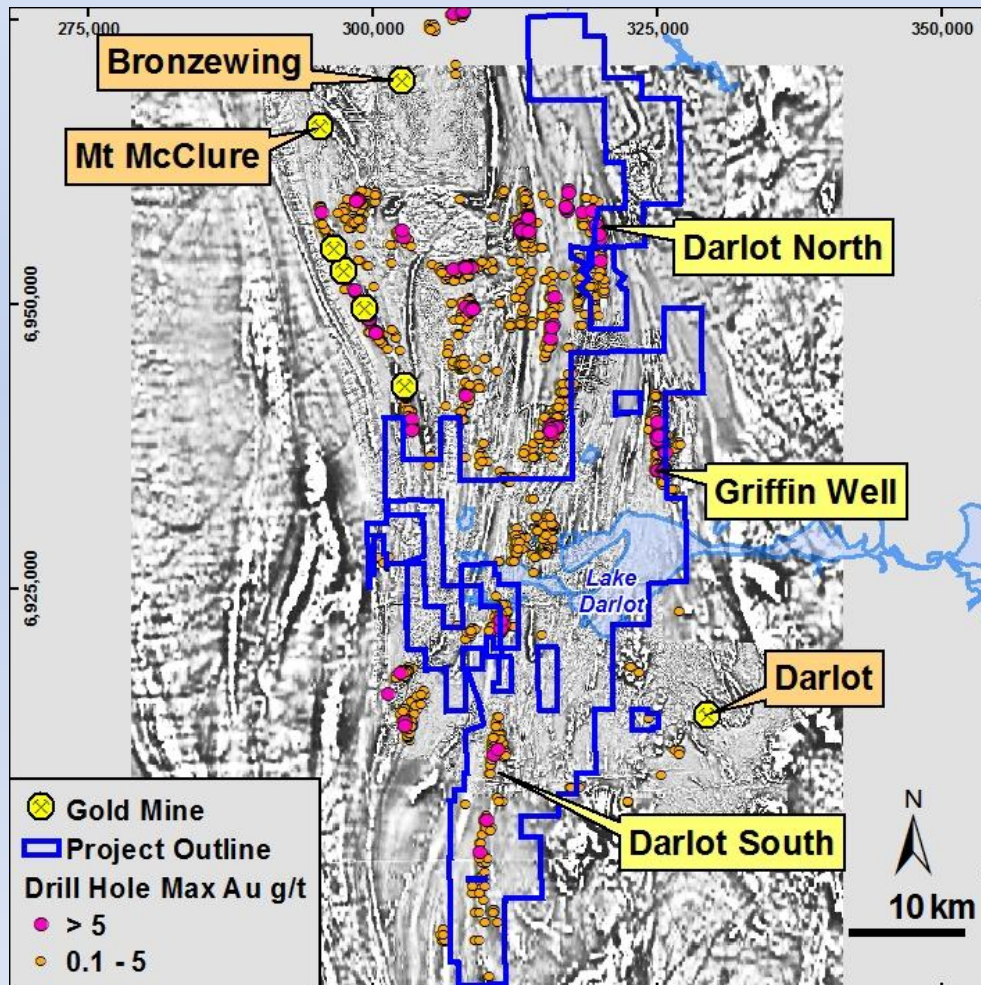 275,000
300,000
325,000
350,000
Bronzewing
Mt McClure
Darlot North
6,950,000
Griffin Well
6,925,000
Lake
Darlot
Darlot
Darlot South
Gold Mine
Project Outline
Drill Hole Max Au g/t
> 5
0.1 - 5
N
10 km